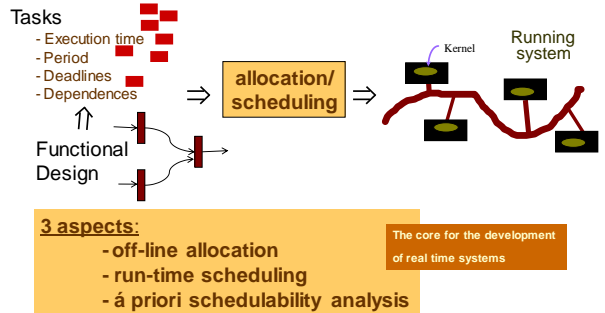 Tasks
- Execution time
- Period
- Deadlines
- Dependences
Functional
Design
allocation/
scheduling
Kernel
Running
system
3 aspects:
- off-line allocation
- run-time scheduling
- á priori schedulability analysis
The core for the development
of real time systems